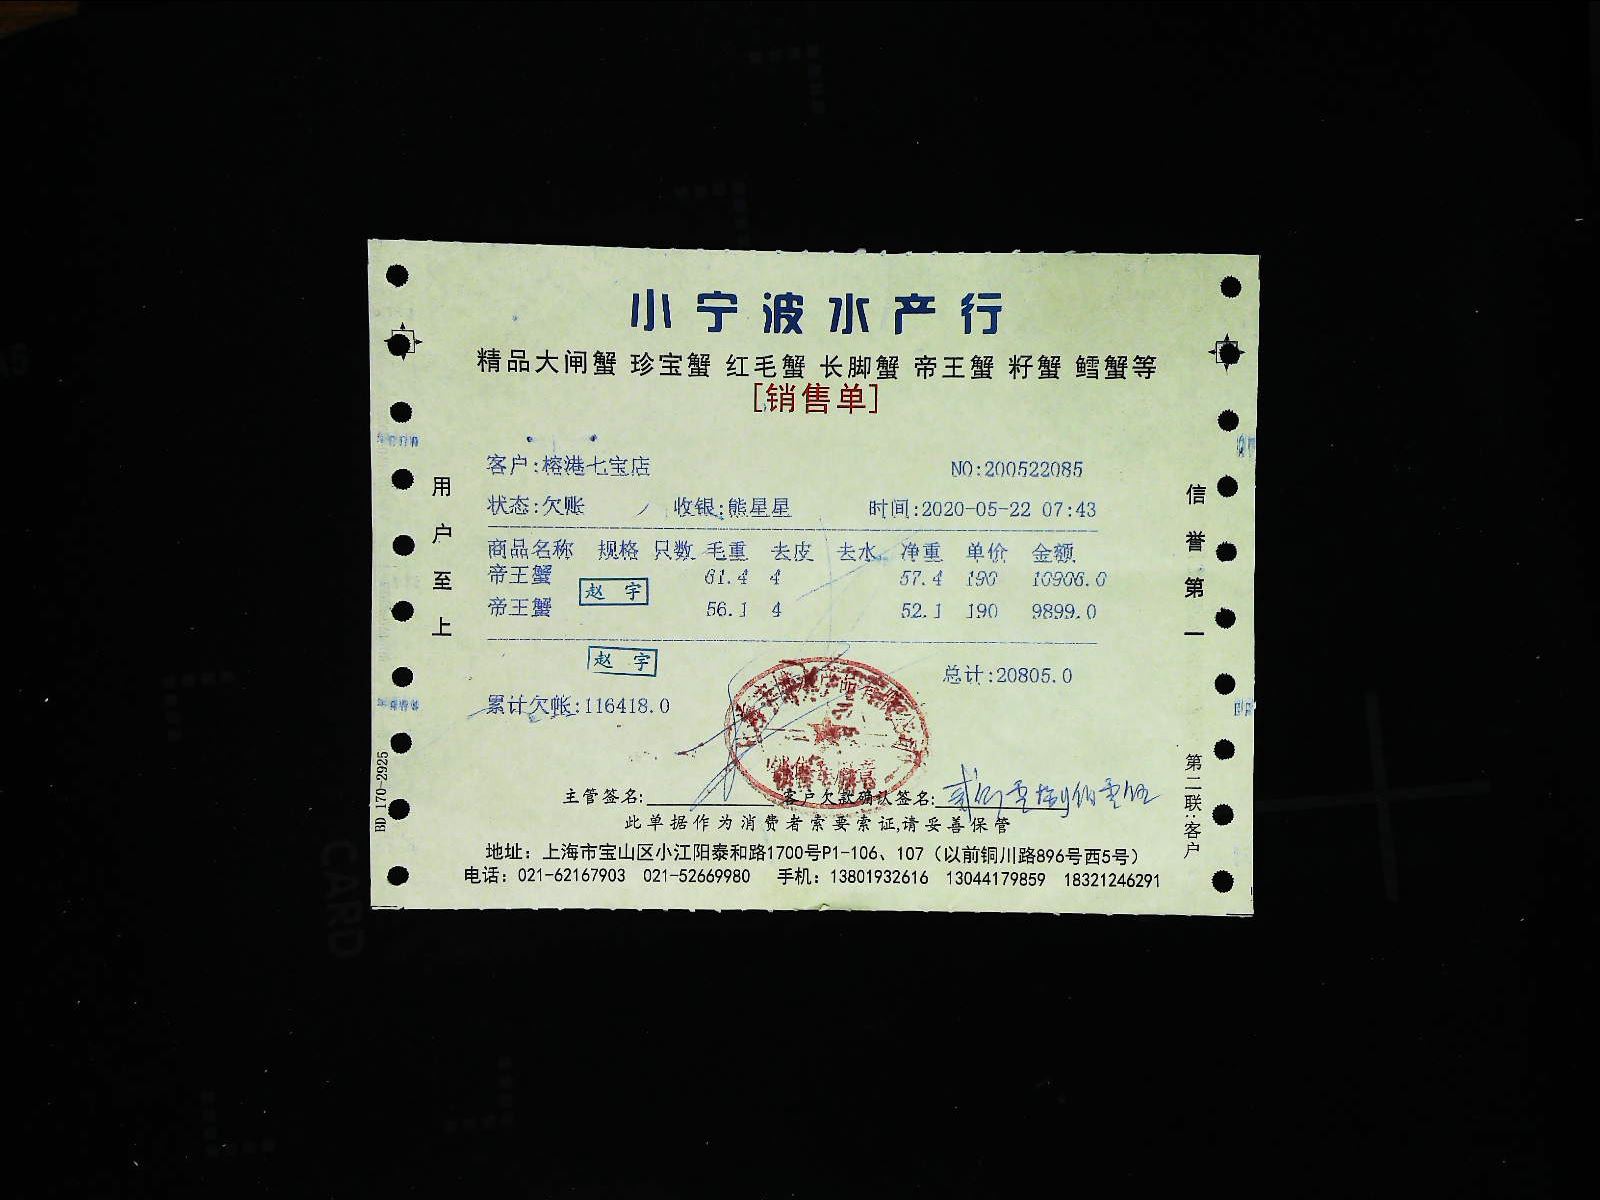 小宁波水产行
精品大闸蟹 珍宝蟹 红毛蟹 长脚蟹 帝王蟹 籽蟹 鳕蟹等
[销售单]
客户:榕港七宝店 NO:200522085
状态:欠账 收银:熊星星 时间:2020-05-22 07:43
商品名称 规格 只数 毛重 去皮 去水 净重 单价 金额
帝王蟹 61.4 4 57.4 190 10906.0
赵 宇
帝王蟹 56.1 4 52.1 190 9899.0
赵 宇
总计:20805.0
累计欠帐:116418.0
主管签名: 客户欠款确认签名:
此单据作为消费者索要索证,请妥善保管
地址：上海市宝山区小江阳泰和路1700号P1-106、107（以前铜川路896号西5号）
电话：021-62167903 021-52669980 手机：13801932616 13044179859 18321246291
用户至上
信誉第一
第二联:客户
BD 170-2925
CARD